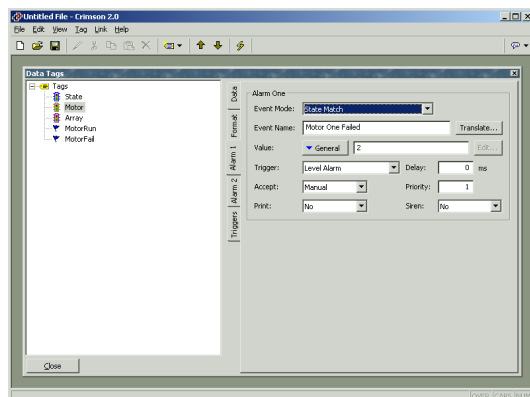 Untitled File - Crimson 2.0
File Edit View Tag Link Help
Data Tags
Tags
State
Motor
Array
MotorRun
MotorFail
Data
Format
Alarm 1
Alarm 2
Triggers
Alarm One
Event Mode: State Match
Event Name: Motor One Failed Translate...
Value: General 2 Edit...
Trigger: Level Alarm Delay: 0 ms
Accept: Manual Priority: 1
Print: No Siren: No
Close
OVER CAPS NUM